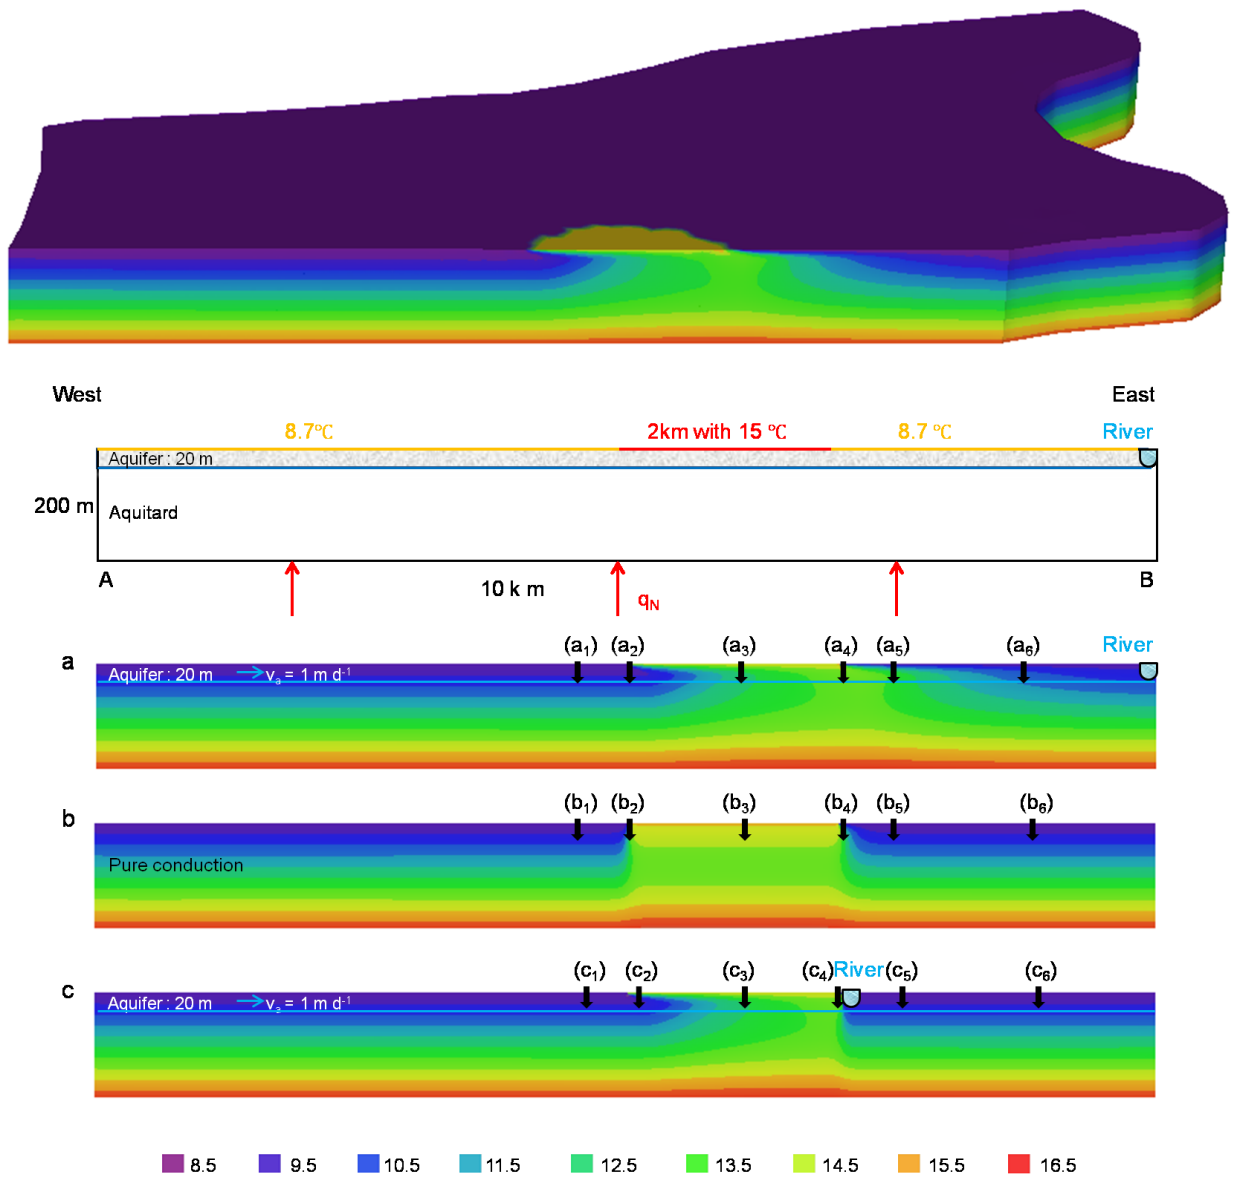 West East
8.7℃ 2km with 15 ℃ 8.7 ℃ River
Aquifer : 20 m
200 m Aquitard
A 10 k m B
qN
(a1) (a2) (a3) (a4) (a5) (a6) River
a
Aquifer : 20 m va = 1 m d-1
(b1) (b2) (b3) (b4) (b5) (b6)
b
Pure conduction
(c1) (c2) (c3) (c4) River (c5) (c6)
c
Aquifer : 20 m va = 1 m d-1
8.5 9.5 10.5 11.5 12.5 13.5 14.5 15.5 16.5